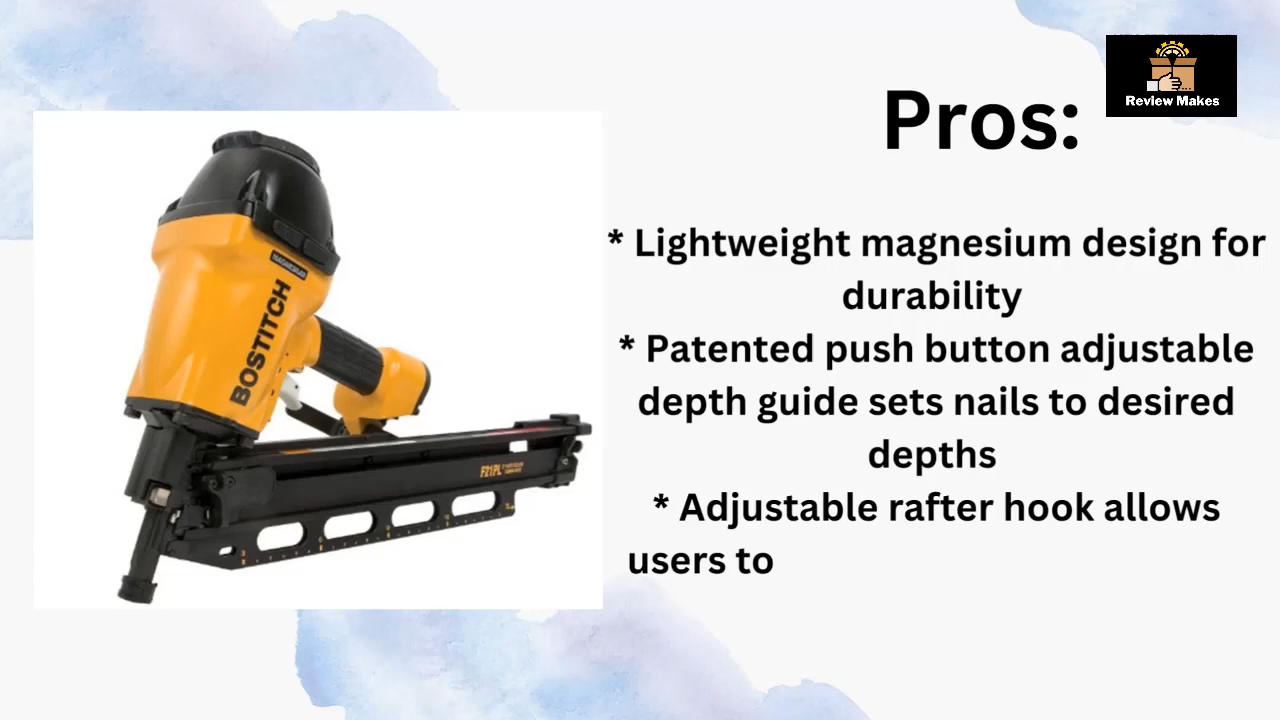 Review Makes
Pros:
* Lightweight magnesium design for
durability
* Patented push button adjustable
depth guide sets nails to desired
depths
* Adjustable rafter hook allows
users to
MAGNESIUM
BOSTITCH
F21PL